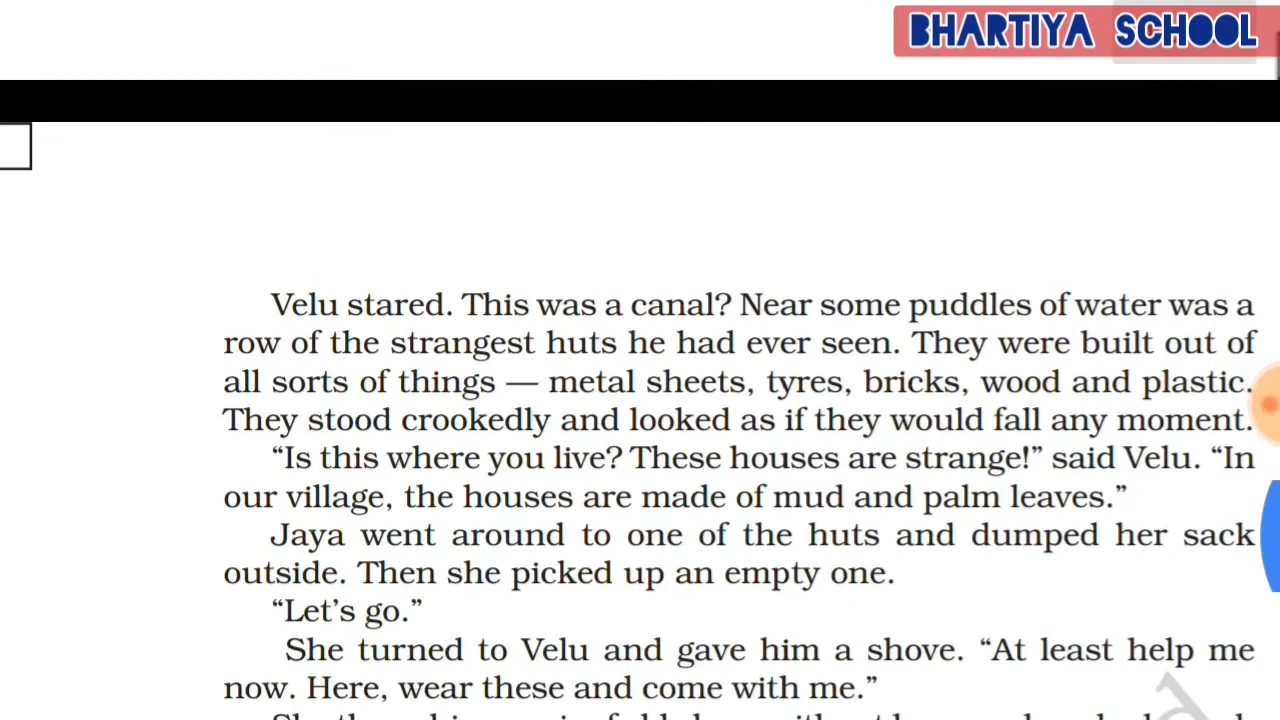 BHARTIYA SCHOOL
Velu stared. This was a canal? Near some puddles of water was a
row of the strangest huts he had ever seen. They were built out of
all sorts of things — metal sheets, tyres, bricks, wood and plastic.
They stood crookedly and looked as if they would fall any moment.
“Is this where you live? These houses are strange!” said Velu. “In
our village, the houses are made of mud and palm leaves.”
Jaya went around to one of the huts and dumped her sack
outside. Then she picked up an empty one.
“Let’s go.”
She turned to Velu and gave him a shove. “At least help me
now. Here, wear these and come with me.”